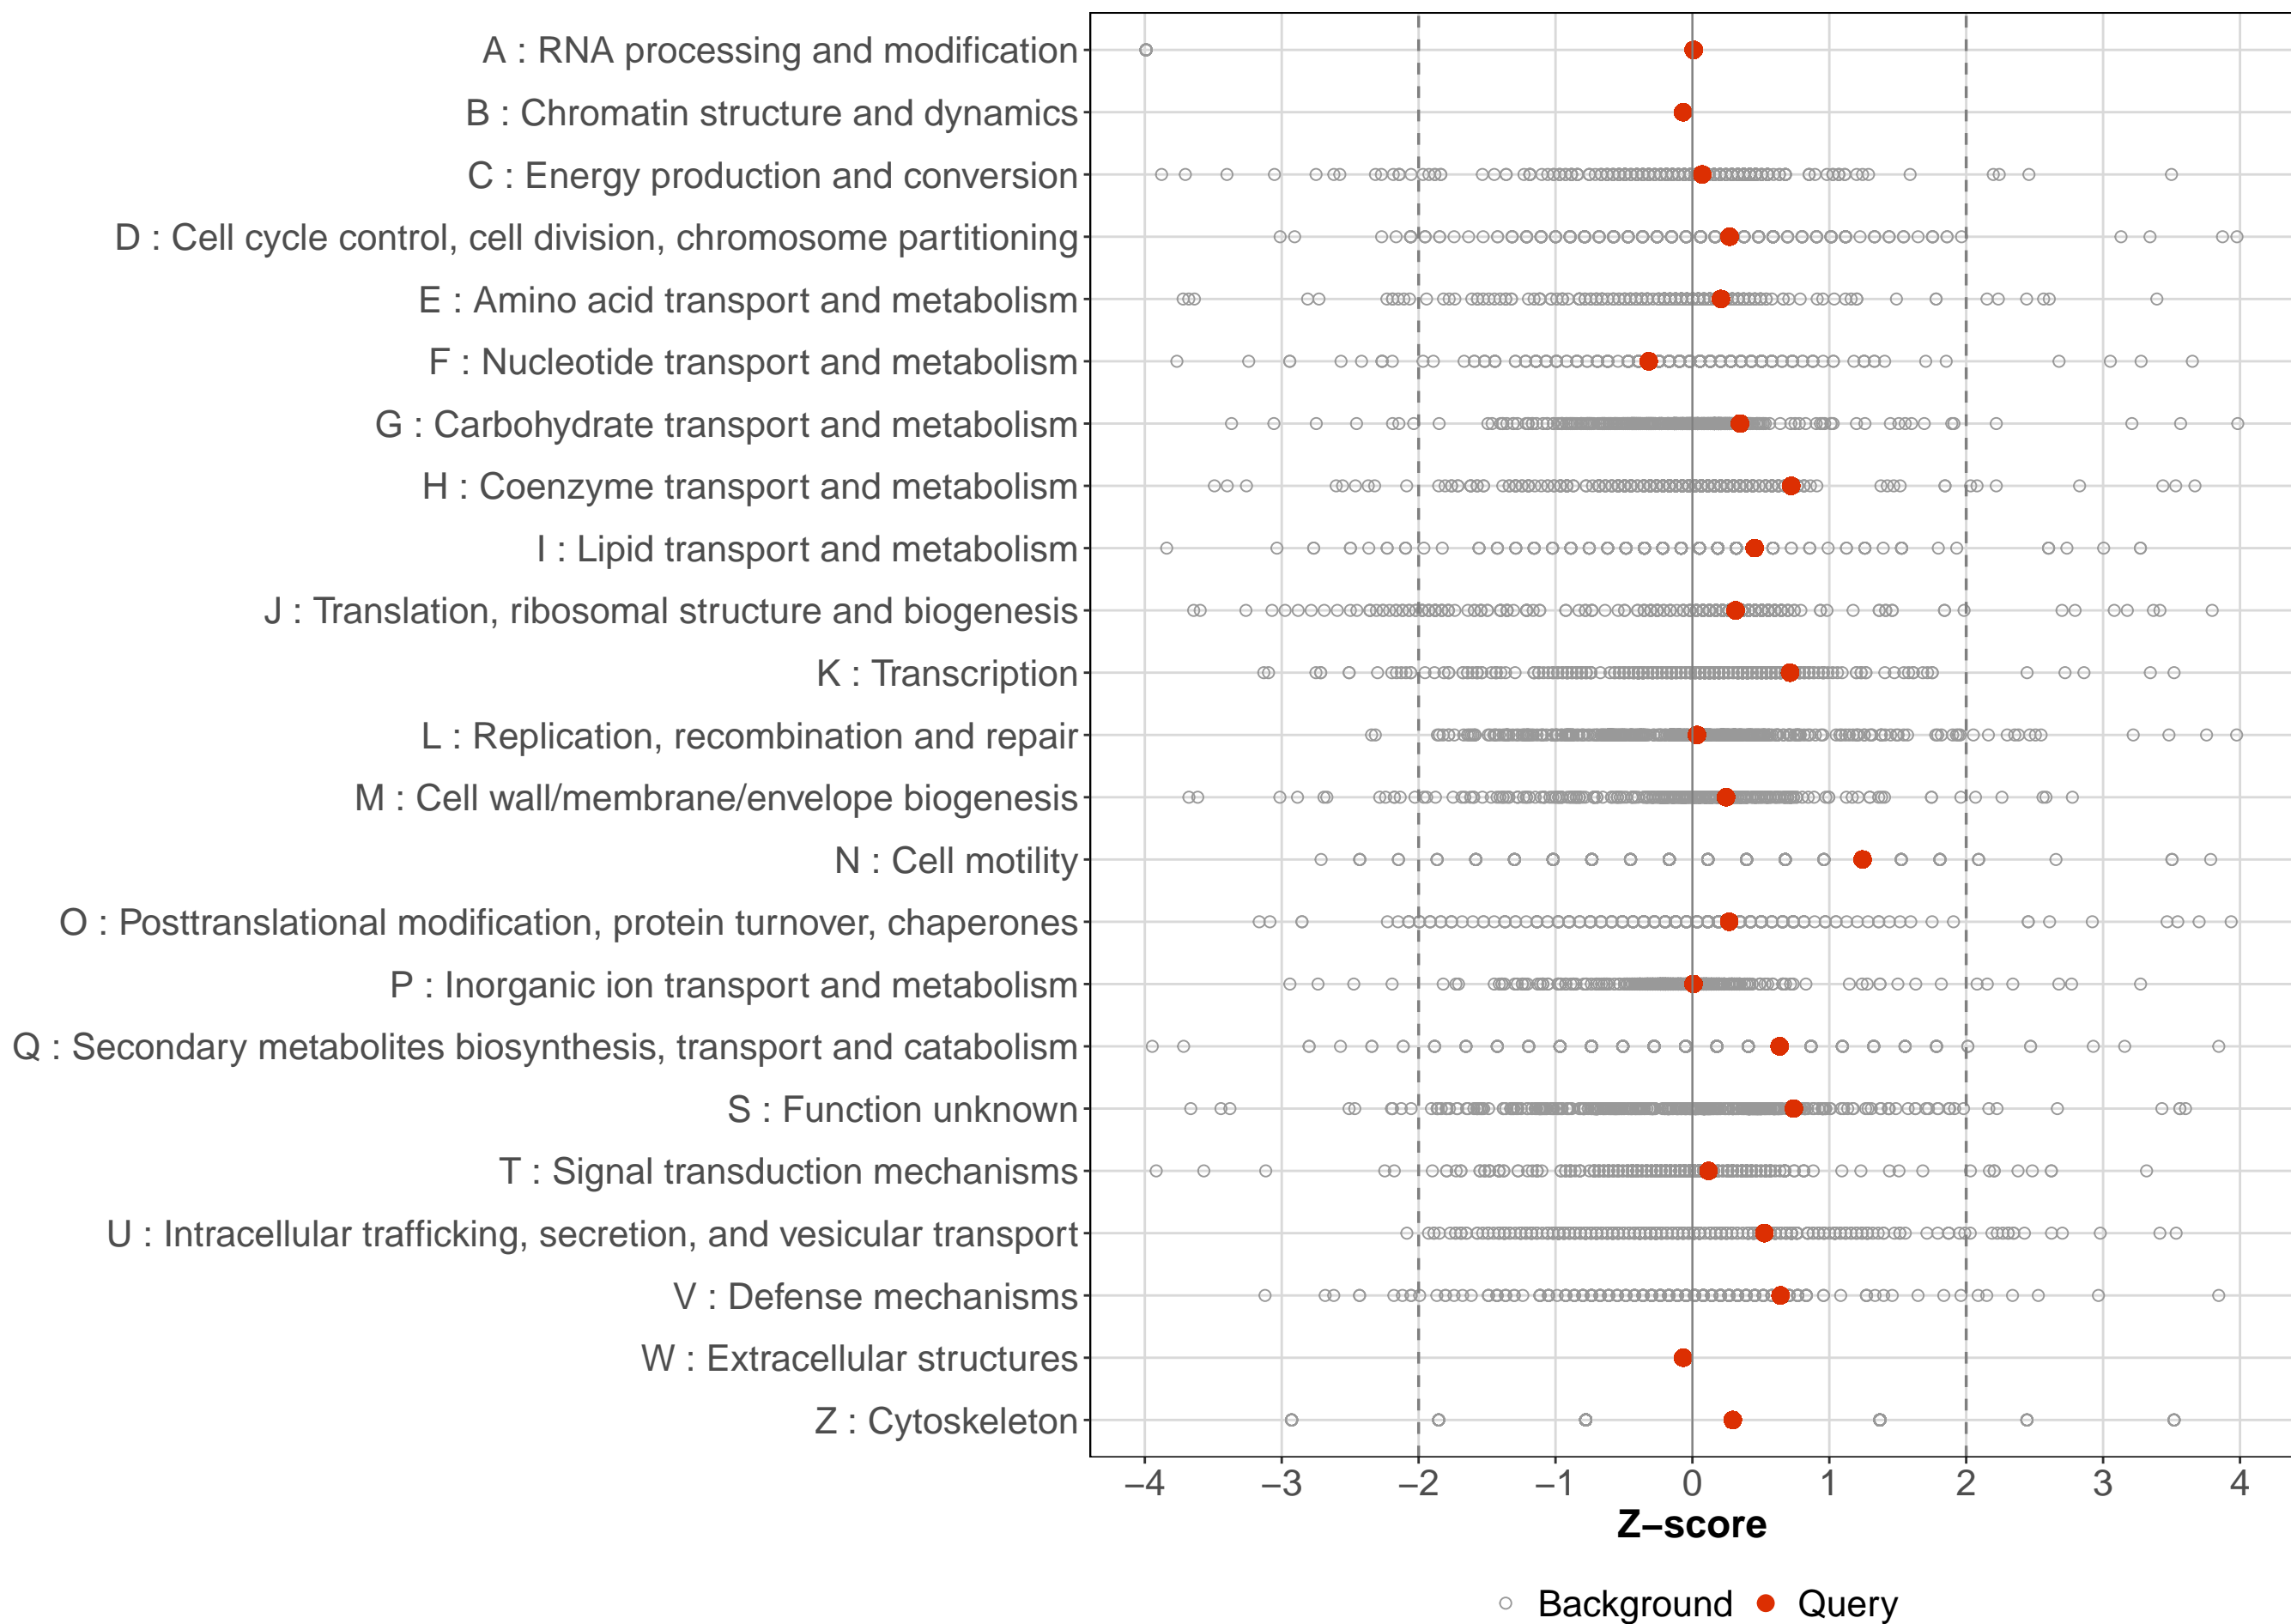 A : RNA processing and modification
B : Chromatin structure and dynamics
C : Energy production and conversion
D : Cell cycle control, cell division, chromosome partitioning
E : Amino acid transport and metabolism
F : Nucleotide transport and metabolism
G : Carbohydrate transport and metabolism
H : Coenzyme transport and metabolism
I : Lipid transport and metabolism
J : Translation, ribosomal structure and biogenesis
K : Transcription
L : Replication, recombination and repair
M : Cell wall/membrane/envelope biogenesis
N : Cell motility
O : Posttranslational modification, protein turnover, chaperones
P : Inorganic ion transport and metabolism
Q : Secondary metabolites biosynthesis, transport and catabolism
S : Function unknown
T : Signal transduction mechanisms
U : Intracellular trafficking, secretion, and vesicular transport
V : Defense mechanisms
W : Extracellular structures
Z : Cytoskeleton
−4 −3 −2 −1 0 1 2 3 4
Z−score
Background Query